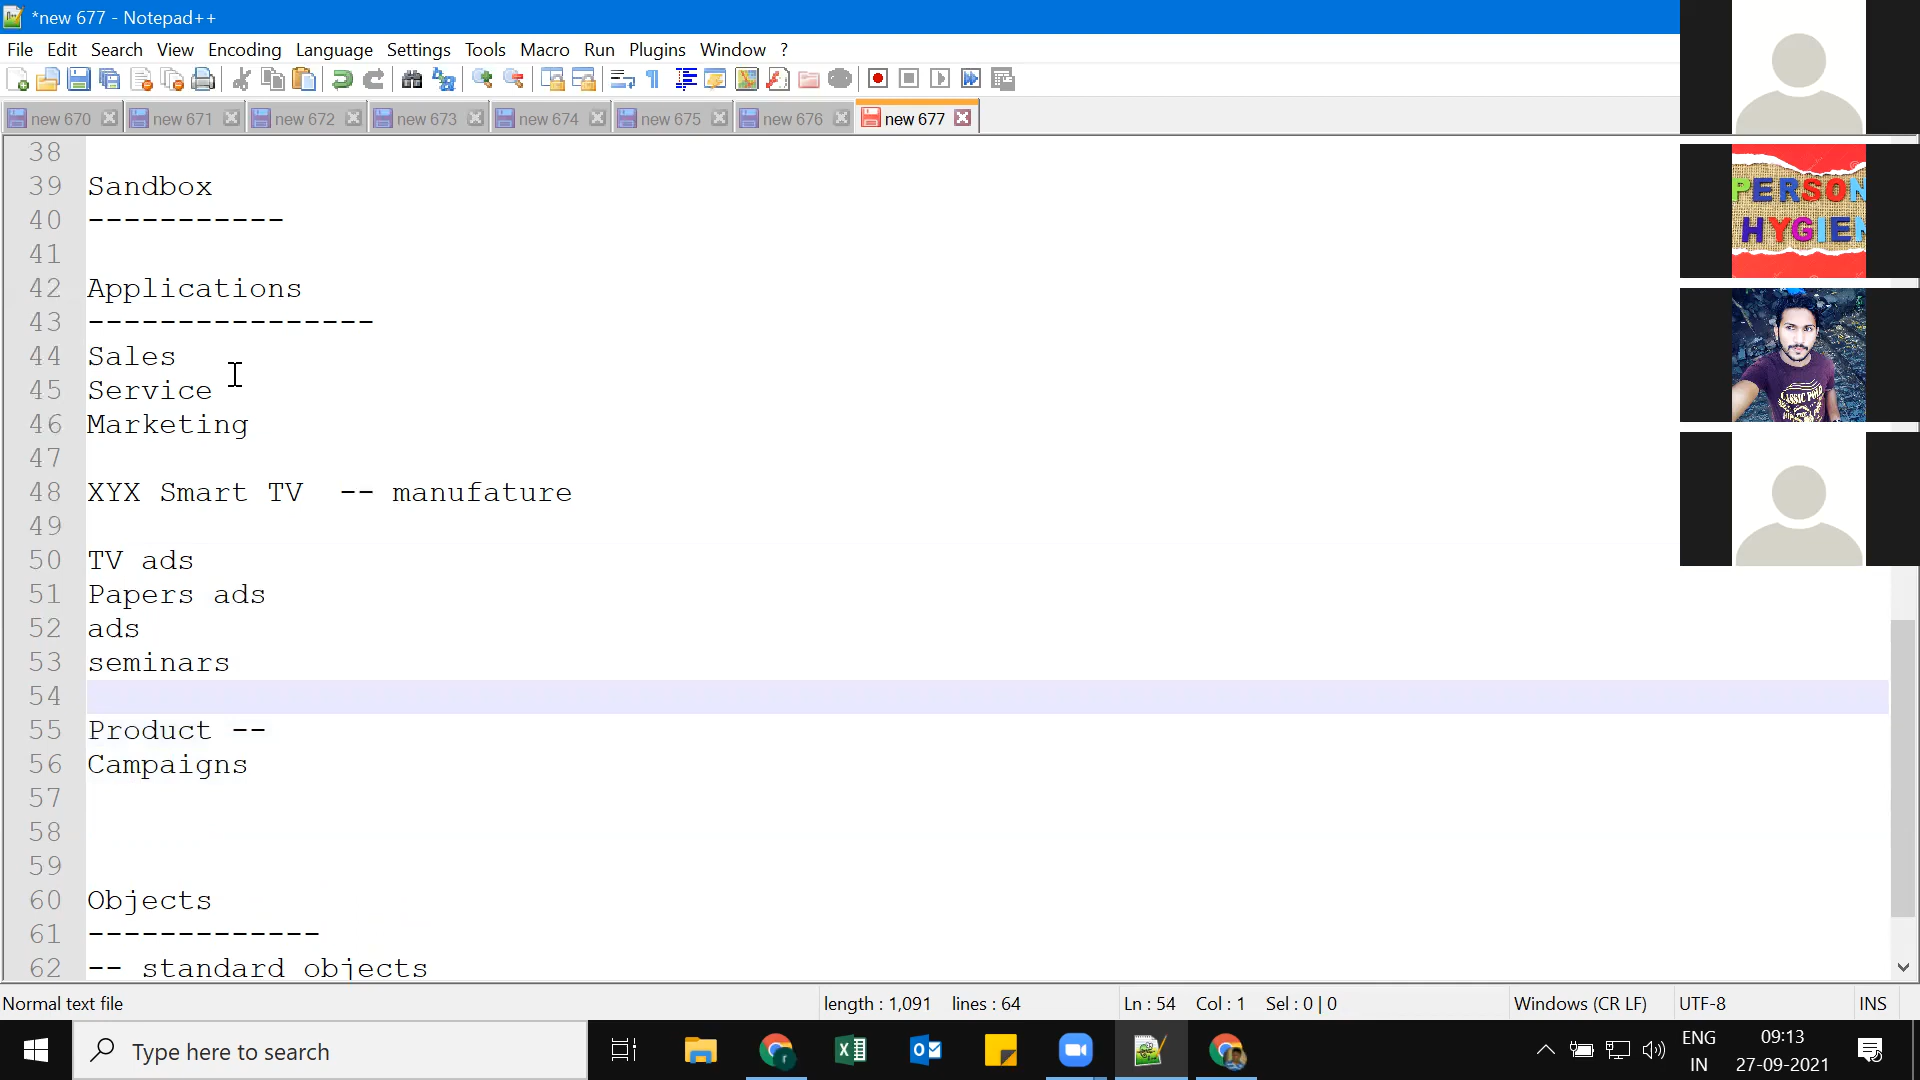 *new 677 - Notepad++
File Edit Search View Encoding Language Settings Tools Macro Run Plugins Window ?
new 670 new 671 new 672 new 673 new 674 new 675 new 676 new 677
38
39 Sandbox
40 -----------
41
42 Applications
43 ----------------
44 Sales
45 Service
46 Marketing
47
48 XYX Smart TV -- manufature
49
50 TV ads
51 Papers ads
52 ads
53 seminars
54
55 Product --
56 Campaigns
57
58
59
60 Objects
61 -------------
62 -- standard objects
PERSON
HYGIEN
CLASSIC POLO
Normal text file length : 1,091 lines : 64 Ln : 54 Col : 1 Sel : 0 | 0 Windows (CR LF) UTF-8 INS
Type here to search
ENG
IN
09:13
27-09-2021